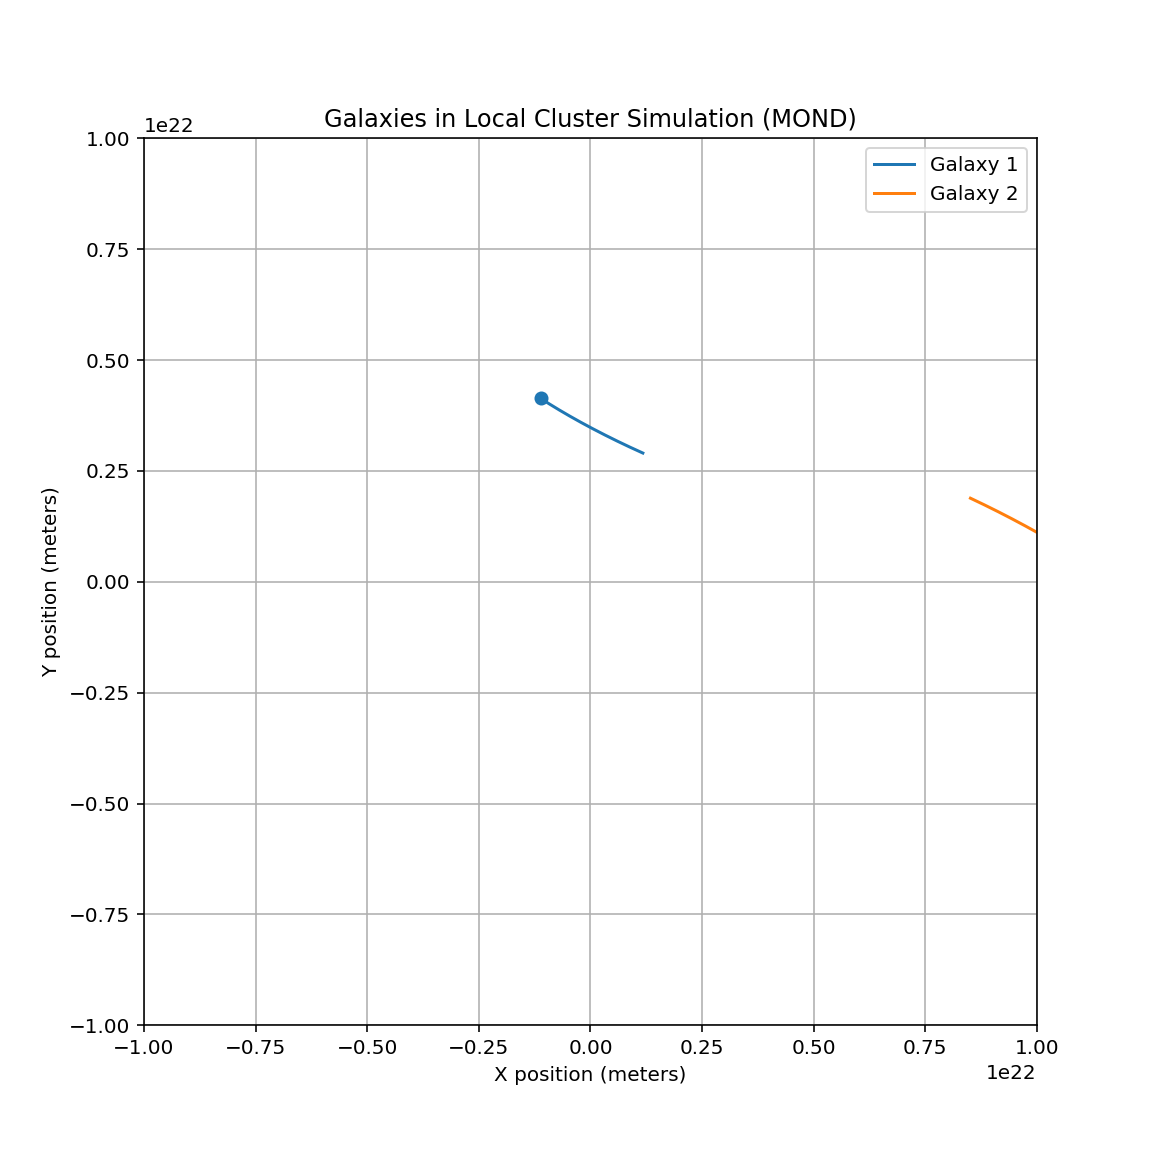 Galaxies in Local Cluster Simulation (MOND)
1e22
1.00
0.75
0.50
0.25
0.00
−0.25
−0.50
−0.75
−1.00
Y position (meters)
Galaxy 1
Galaxy 2
−1.00 −0.75 −0.50 −0.25 0.00 0.25 0.50 0.75 1.00
X position (meters)
1e22